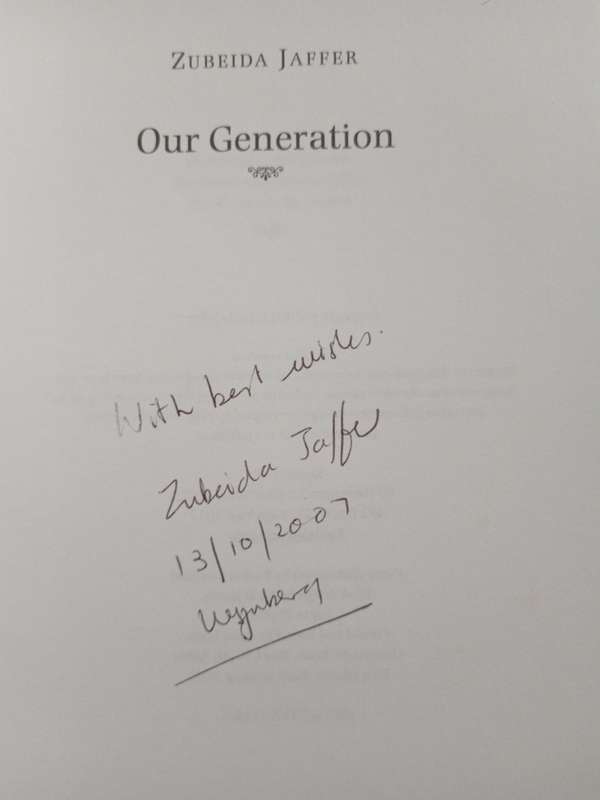 ZUBEIDA JAFFER
Our Generation
With best wishes.
Zubeida Jaffer
13/10/2007
Wynberg